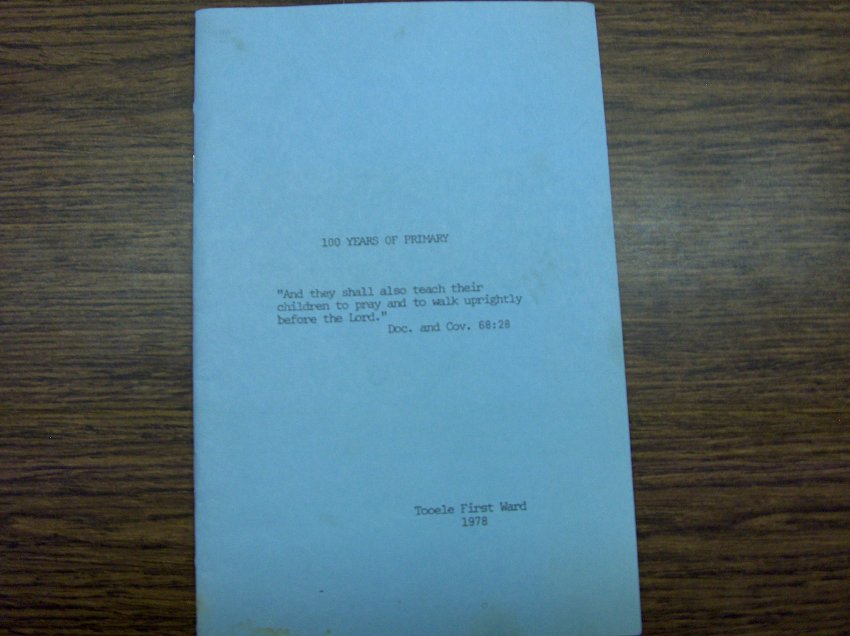 100 YEARS OF PRIMARY
"And they shall also teach their
children to pray and to walk uprightly
before the Lord."
Doc. and Cov. 68:28
Tooele First Ward
1978